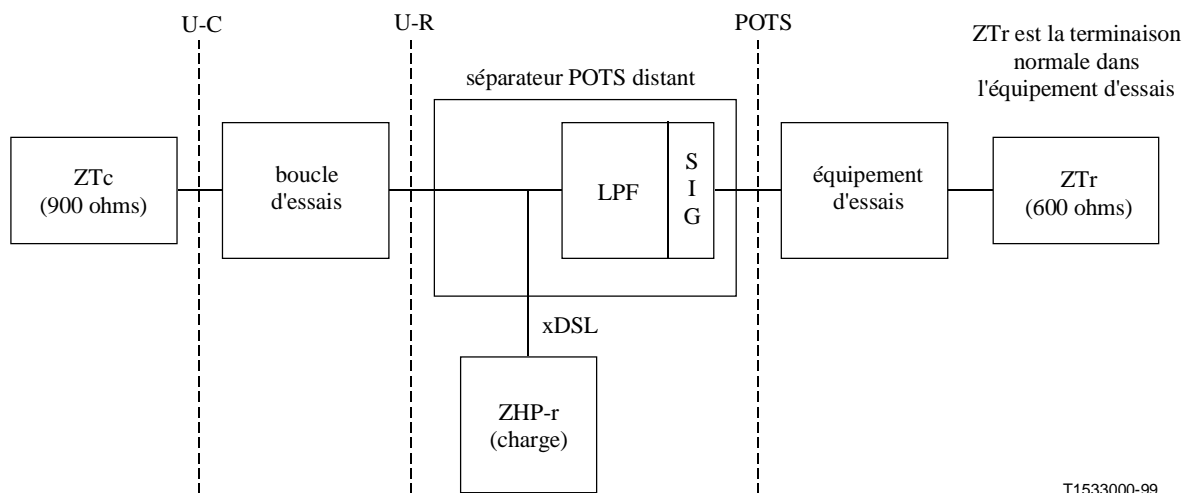 U-C
U-R
POTS
ZTr est la terminaison
normale dans
l'équipement d'essais
séparateur POTS distant
ZTc
(900 ohms)
boucle
d'essais
LPF
S
I
G
équipement
d'essais
ZTr
(600 ohms)
xDSL
ZHP-r
(charge)
T1533000-99